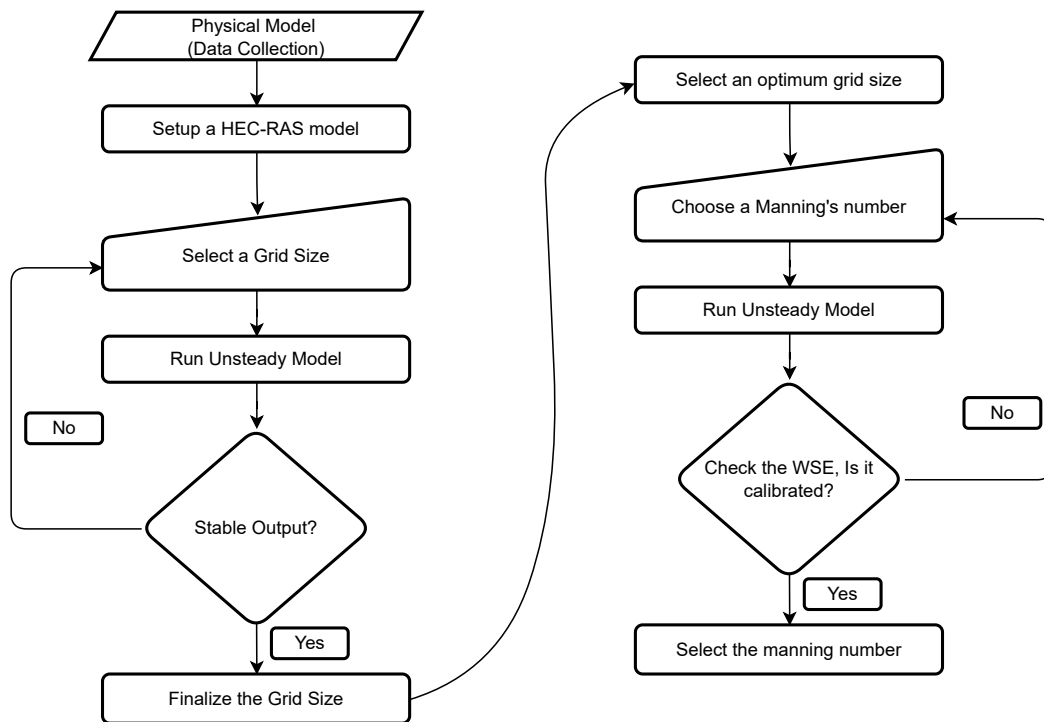 Physical Model
(Data Collection)
Setup a HEC-RAS model
Select a Grid Size
Run Unsteady Model
No
Stable Output?
Yes
Finalize the Grid Size
Select an optimum grid size
Choose a Manning's number
Run Unsteady Model
No
Check the WSE, Is it
calibrated?
Yes
Select the manning number